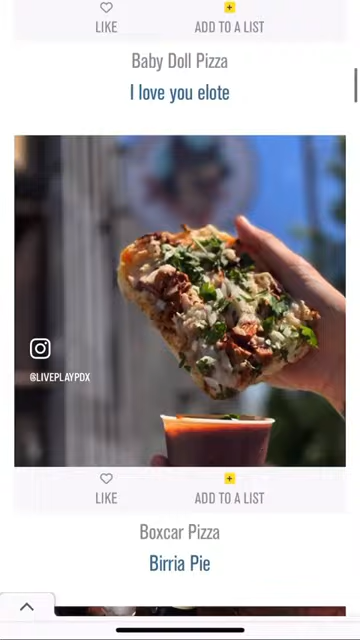 LIKE
ADD TO A LIST
Baby Doll Pizza
I love you elote
@LIVEPLAYPDX
LIKE
ADD TO A LIST
Boxcar Pizza
Birria Pie